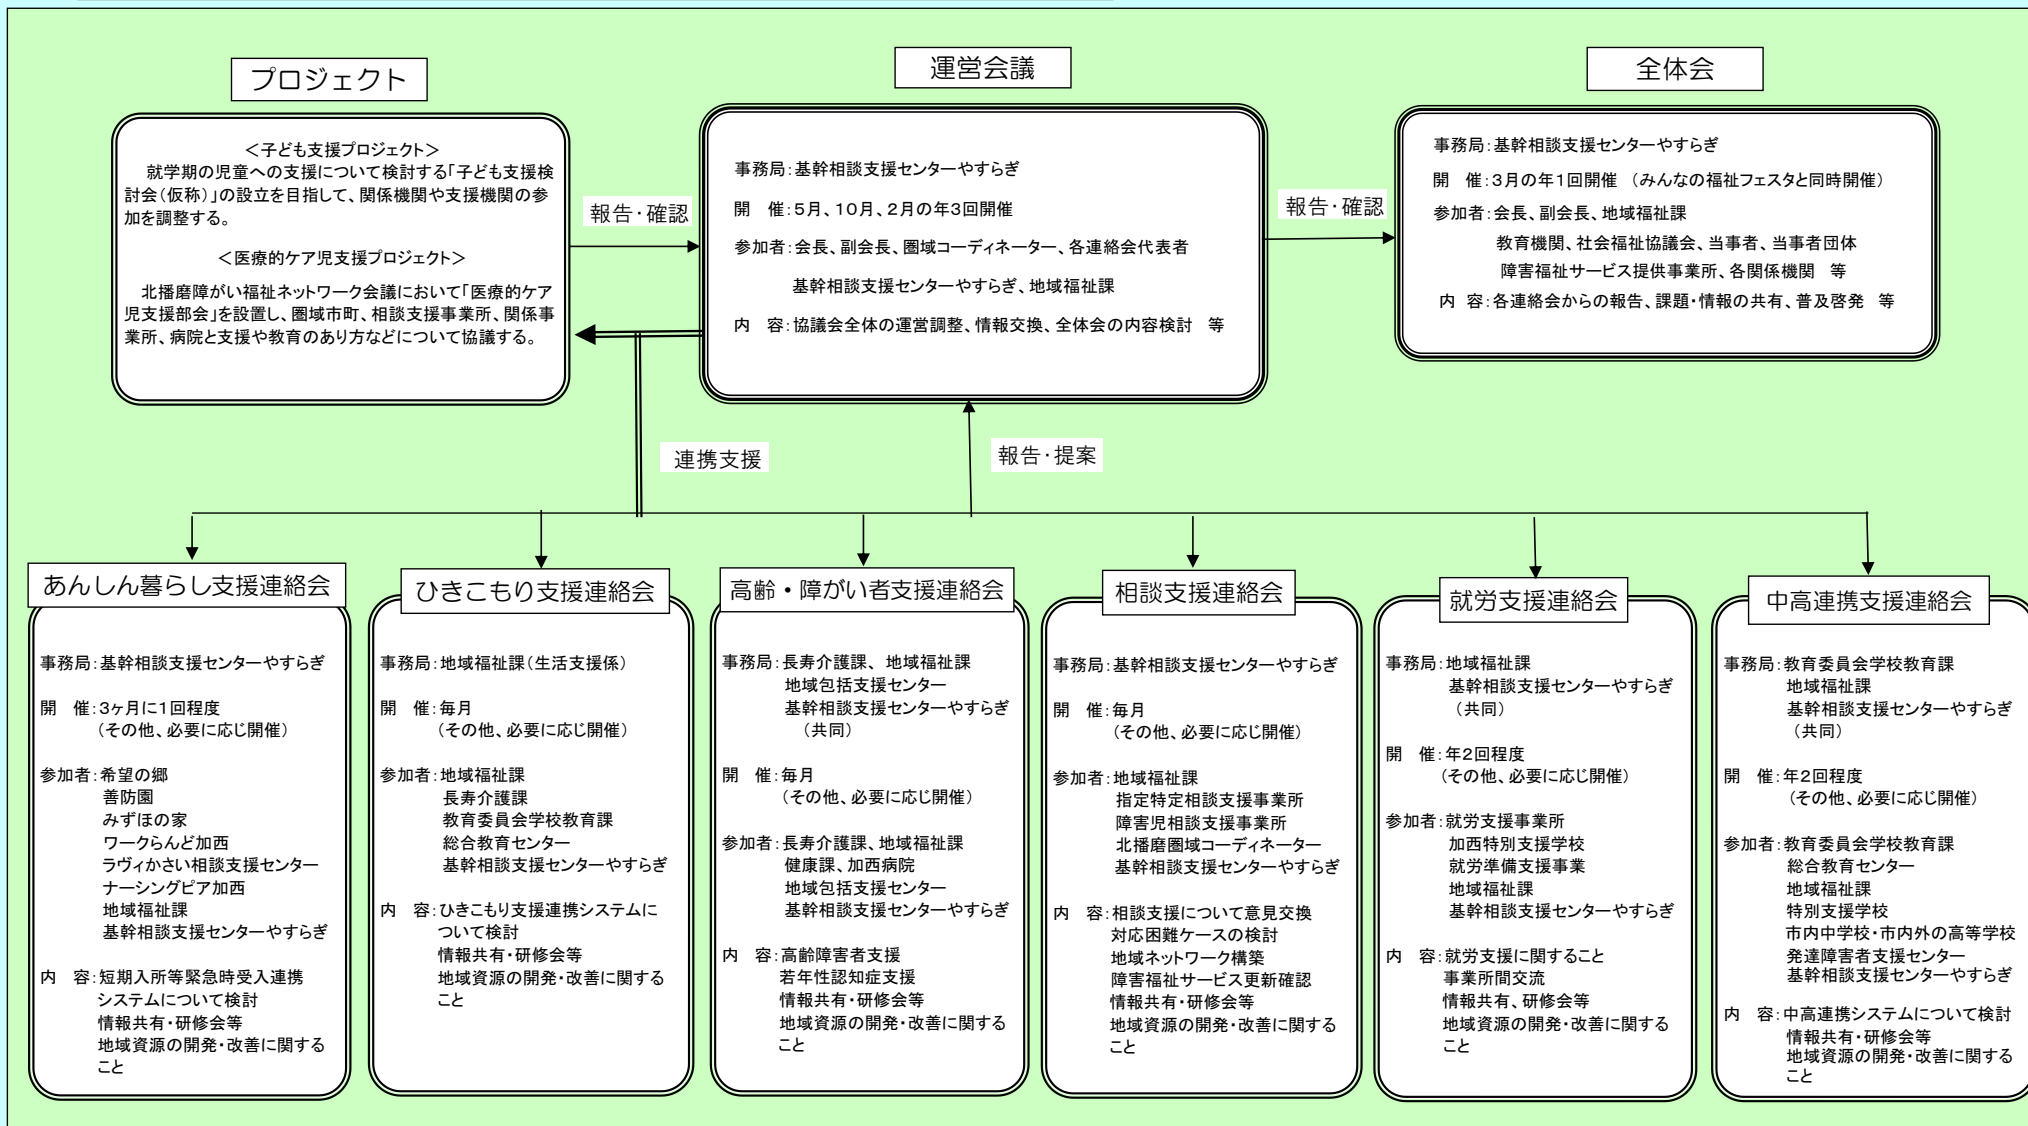 プロジェクト
<子ども支援プロジェクト>
就学期の児童への支援について検討する「子ども支援検
討会(仮称)」の設立を目指して、関係機関や支援機関の参
加を調整する。
<医療的ケア児支援プロジェクト>
北播磨障がい福祉ネットワーク会議において「医療的ケア
児支援部会」を設置し、圏域市町、相談支援事業所、関係事
業所、病院と支援や教育のあり方などについて協議する。
報告・確認
運営会議
事務局:基幹相談支援センターやすらぎ
開 催:5月、10月、2月の年3回開催
参加者:会長、副会長、圏域コーディネーター、各連絡会代表者
基幹相談支援センターやすらぎ、地域福祉課
内 容:協議会全体の運営調整、情報交換、全体会の内容検討 等
報告・確認
全体会
事務局:基幹相談支援センターやすらぎ
開 催:3月の年1回開催 (みんなの福祉フェスタと同時開催)
参加者:会長、副会長、地域福祉課
教育機関、社会福祉協議会、当事者、当事者団体
障害福祉サービス提供事業所、各関係機関 等
内 容:各連絡会からの報告、課題・情報の共有、普及啓発 等
連携支援
報告・提案
あんしん暮らし支援連絡会
事務局:基幹相談支援センターやすらぎ
開 催:3ヶ月に1回程度
(その他、必要に応じ開催)
参加者:希望の郷
善防園
みずほの家
ワークらんど加西
ラヴィかさい相談支援センター
ナーシングピア加西
地域福祉課
基幹相談支援センターやすらぎ
内 容:短期入所等緊急時受入連携
システムについて検討
情報共有・研修会等
地域資源の開発・改善に関する
こと
ひきこもり支援連絡会
事務局:地域福祉課(生活支援係)
開 催:毎月
(その他、必要に応じ開催)
参加者:地域福祉課
長寿介護課
教育委員会学校教育課
総合教育センター
基幹相談支援センターやすらぎ
内 容:ひきこもり支援連携システムに
ついて検討
情報共有・研修会等
地域資源の開発・改善に関する
こと
高齢・障がい者支援連絡会
事務局:長寿介護課、地域福祉課
地域包括支援センター
基幹相談支援センターやすらぎ
(共同)
開 催:毎月
(その他、必要に応じ開催)
参加者:長寿介護課、地域福祉課
健康課、加西病院
地域包括支援センター
基幹相談支援センターやすらぎ
内 容:高齢障害者支援
若年性認知症支援
情報共有・研修会等
地域資源の開発・改善に関する
こと
相談支援連絡会
事務局:基幹相談支援センターやすらぎ
開 催:毎月
(その他、必要に応じ開催)
参加者:地域福祉課
指定特定相談支援事業所
障害児相談支援事業所
北播磨圏域コーディネーター
基幹相談支援センターやすらぎ
内 容:相談支援について意見交換
対応困難ケースの検討
地域ネットワーク構築
障害福祉サービス更新確認
情報共有・研修会等
地域資源の開発・改善に関する
こと
就労支援連絡会
事務局:地域福祉課
基幹相談支援センターやすらぎ
(共同)
開 催:年2回程度
(その他、必要に応じ開催)
参加者:就労支援事業所
加西特別支援学校
就労準備支援事業
地域福祉課
基幹相談支援センターやすらぎ
内 容:就労支援に関すること
事業所間交流
情報共有、研修会等
地域資源の開発・改善に関する
こと
中高連携支援連絡会
事務局:教育委員会学校教育課
地域福祉課
基幹相談支援センターやすらぎ
(共同)
開 催:年2回程度
(その他、必要に応じ開催)
参加者:教育委員会学校教育課
総合教育センター
地域福祉課
特別支援学校
市内中学校・市内外の高等学校
発達障害者支援センター
基幹相談支援センターやすらぎ
内 容:中高連携システムについて検討
情報共有・研修会等
地域資源の開発・改善に関する
こと